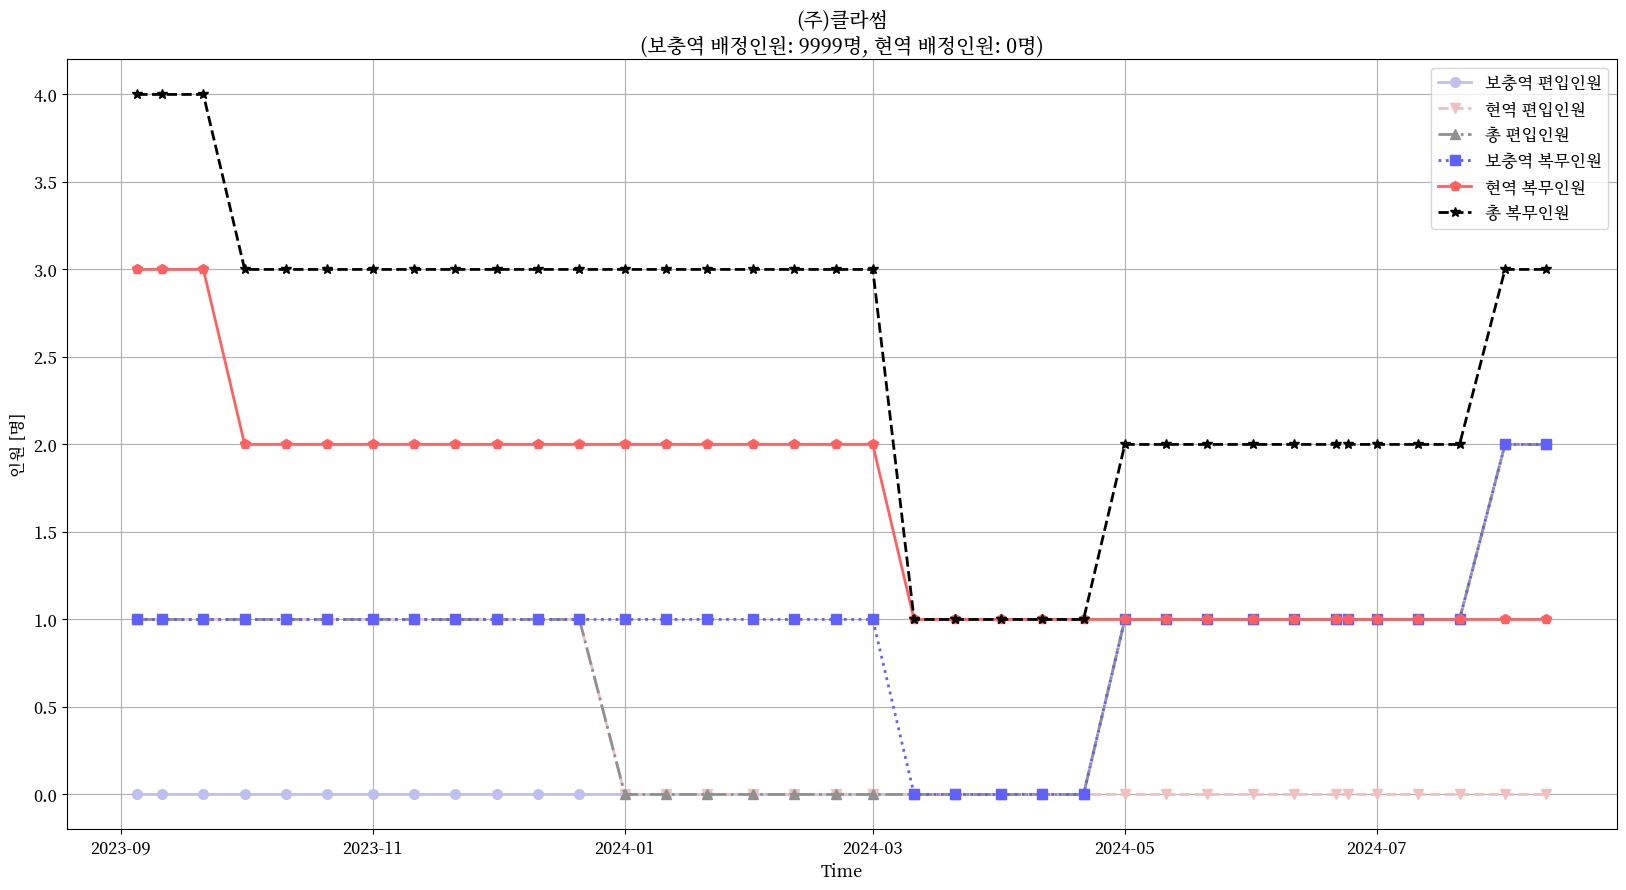 (주)클라썸
(보충역 배정인원: 9999명, 현역 배정인원: 0명)
보충역 편입인원
현역 편입인원
총 편입인원
보충역 복무인원
현역 복무인원
총 복무인원
인원 [명]
4.0
3.5
3.0
2.5
2.0
1.5
1.0
0.5
0.0
2023-09 2023-11 2024-01 2024-03 2024-05 2024-07
Time